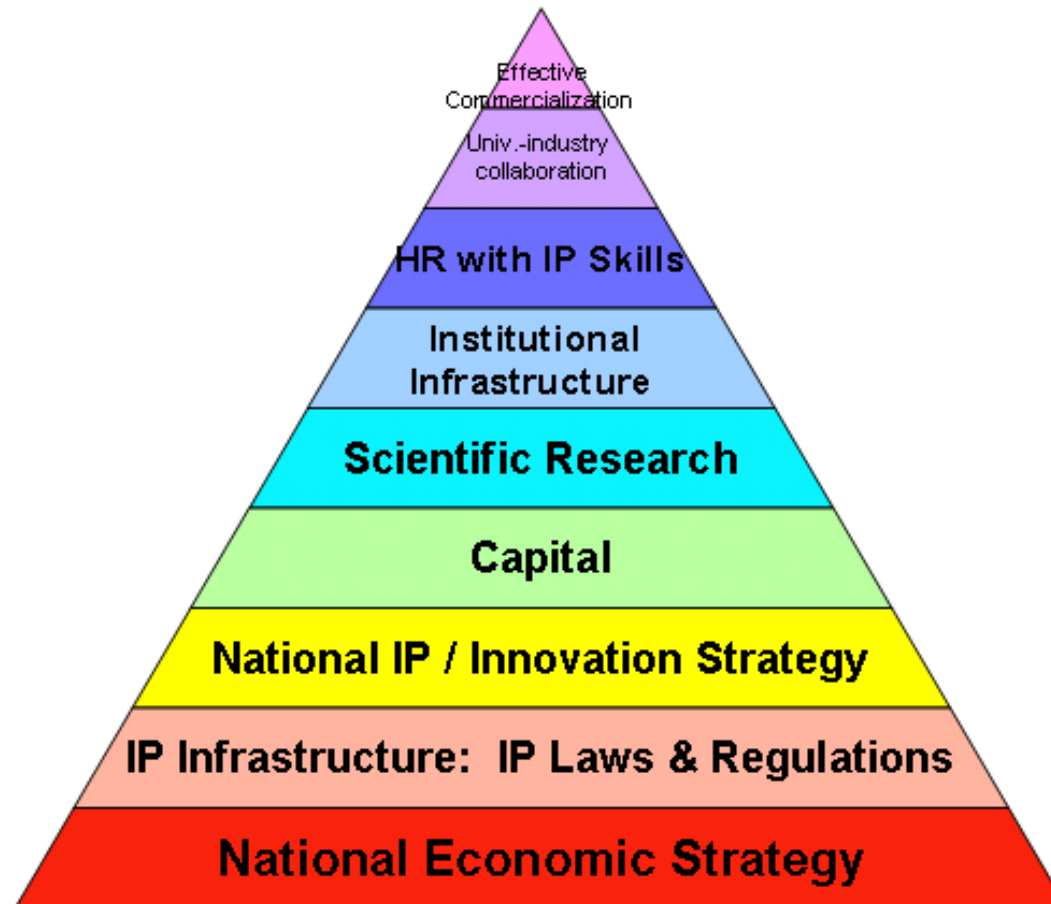 Effective
Commercialization
Univ.-industry
collaboration
HR with IP Skills
Institutional
Infrastructure
Scientific Research
Capital
National IP / Innovation Strategy
IP Infrastructure:  IP Laws & Regulations
National Economic Strategy